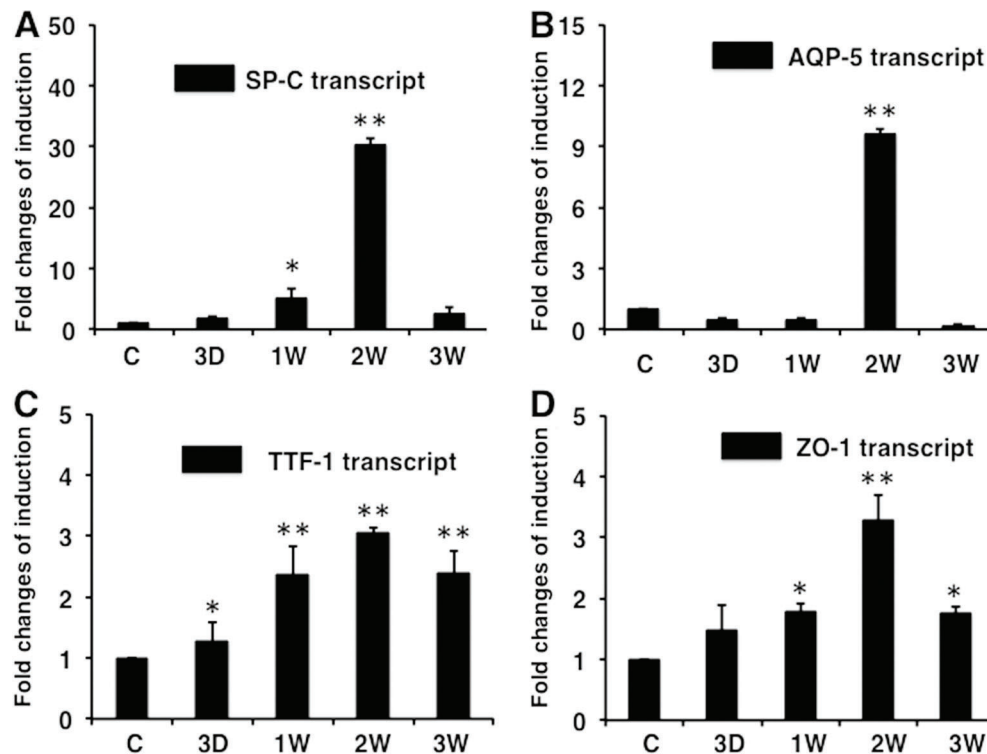 A
Fold changes of induction
50
40
30
20
10
0
SP-C transcript
*
**
C 3D 1W 2W 3W
B
Fold changes of induction
15
12
9
6
3
0
AQP-5 transcript
**
C 3D 1W 2W 3W
C
Fold changes of induction
5
4
3
2
1
0
TTF-1 transcript
*
**
**
**
C 3D 1W 2W 3W
D
Fold changes of induction
5
4
3
2
1
0
ZO-1 transcript
*
**
*
C 3D 1W 2W 3W